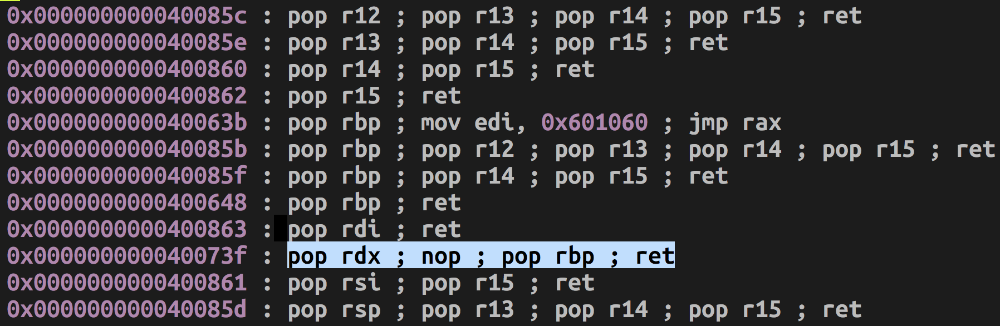 0x000000000040085c : pop r12 ; pop r13 ; pop r14 ; pop r15 ; ret
0x000000000040085e : pop r13 ; pop r14 ; pop r15 ; ret
0x0000000000400860 : pop r14 ; pop r15 ; ret
0x0000000000400862 : pop r15 ; ret
0x000000000040063b : pop rbp ; mov edi, 0x601060 ; jmp rax
0x000000000040085b : pop rbp ; pop r12 ; pop r13 ; pop r14 ; pop r15 ; ret
0x000000000040085f : pop rbp ; pop r14 ; pop r15 ; ret
0x0000000000400648 : pop rbp ; ret
0x0000000000400863 : pop rdi ; ret
0x000000000040073f : pop rdx ; nop ; pop rbp ; ret
0x0000000000400861 : pop rsi ; pop r15 ; ret
0x000000000040085d : pop rsp ; pop r13 ; pop r14 ; pop r15 ; ret